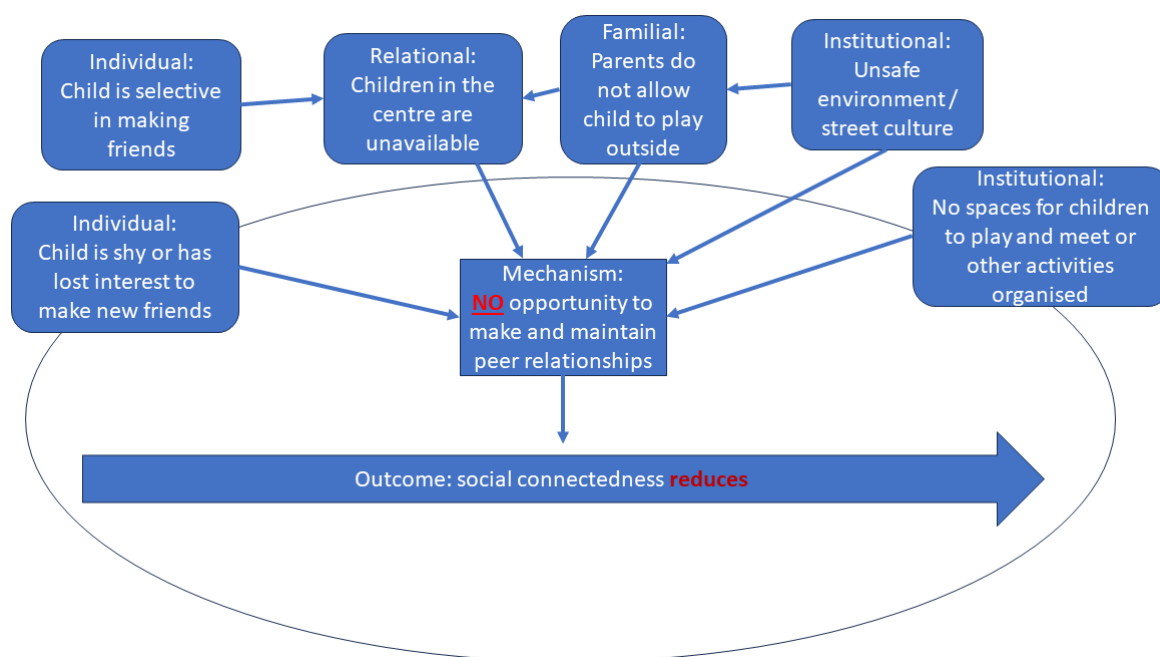 Individual:
Child is selective
in making
friends
Relational:
Children in the
centre are
unavailable
Familial:
Parents do
not allow
child to play
outside
Institutional:
Unsafe
environment /
street culture
Individual:
Child is shy or has
lost interest to
make new friends
Mechanism:
NO opportunity to
make and maintain
peer relationships
Institutional:
No spaces for children
to play and meet or
other activities
organised
Outcome: social connectedness reduces